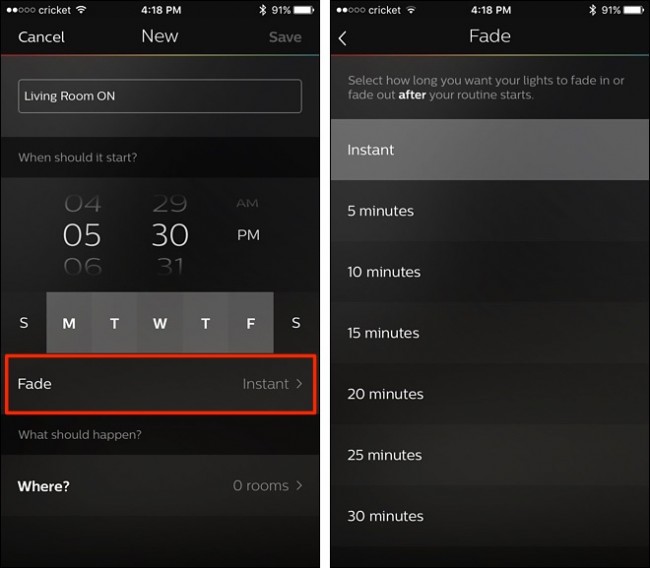 cricket 4:18 PM 91%
Cancel New Save
Living Room ON
When should it start?
04 29 AM
05 30 PM
06 31
S M T W T F S
Fade Instant >
What should happen?
Where? 0 rooms >
cricket 4:18 PM 91%
< Fade
Select how long you want your lights to fade in or
fade out after your routine starts.
Instant
5 minutes
10 minutes
15 minutes
20 minutes
25 minutes
30 minutes